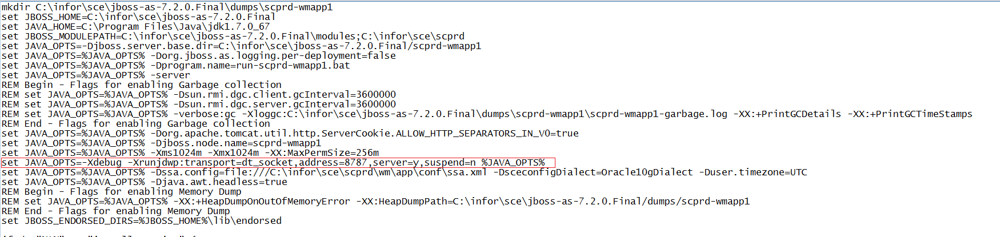 mkdir C:\infor\sce\jboss-as-7.2.0.Final\dumps\scprd-wmapp1
set JBOSS_HOME=C:\infor\sce\jboss-as-7.2.0.Final
set JAVA_HOME=C:\Program Files\Java\jdk1.7.0_67
set JBOSS_MODULEPATH=C:\infor\sce\jboss-as-7.2.0.Final\modules;C:\infor\sce\scprd
set JAVA_OPTS=-Djboss.server.base.dir=C:\infor\sce\jboss-as-7.2.0.Final/scprd-wmapp1
set JAVA_OPTS=%JAVA_OPTS% -Dorg.jboss.as.logging.per-deployment=false
set JAVA_OPTS=%JAVA_OPTS% -Dprogram.name=run-scprd-wmapp1.bat
set JAVA_OPTS=%JAVA_OPTS% -server
REM Begin - Flags for enabling Garbage collection
REM set JAVA_OPTS=%JAVA_OPTS% -Dsun.rmi.dgc.client.gcInterval=3600000
REM set JAVA_OPTS=%JAVA_OPTS% -Dsun.rmi.dgc.server.gcInterval=3600000
REM set JAVA_OPTS=%JAVA_OPTS% -verbose:gc -Xloggc:C:\infor\sce\jboss-as-7.2.0.Final\dumps\scprd-wmapp1\scprd-wmapp1-garbage.log -XX:+PrintGCDetails -XX:+PrintGCTimeStamps
REM End - Flags for enabling Garbage collection
set JAVA_OPTS=%JAVA_OPTS% -Dorg.apache.tomcat.util.http.ServerCookie.ALLOW_HTTP_SEPARATORS_IN_V0=true
set JAVA_OPTS=%JAVA_OPTS% -Djboss.node.name=scprd-wmapp1
set JAVA_OPTS=%JAVA_OPTS% -Xms1024m -Xmx1024m -XX:MaxPermSize=256m
set JAVA_OPTS=-Xdebug -Xrunjdwp:transport=dt_socket,address=8787,server=y,suspend=n %JAVA_OPTS%
set JAVA_OPTS=%JAVA_OPTS% -Dssa.config=file:///C:\infor\sce\scprd\wm\app\conf\ssa.xml -DsceconfigDialect=Oracle10gDialect -Duser.timezone=UTC
set JAVA_OPTS=%JAVA_OPTS% -Djava.awt.headless=true
REM Begin - Flags for enabling Memory Dump
REM set JAVA_OPTS=%JAVA_OPTS% -XX:+HeapDumpOnOutOfMemoryError -XX:HeapDumpPath=C:\infor\sce\jboss-as-7.2.0.Final/dumps/scprd-wmapp1
REM End - Flags for enabling Memory Dump
set JBOSS_ENDORSED_DIRS=%JBOSS_HOME%\lib\endorsed